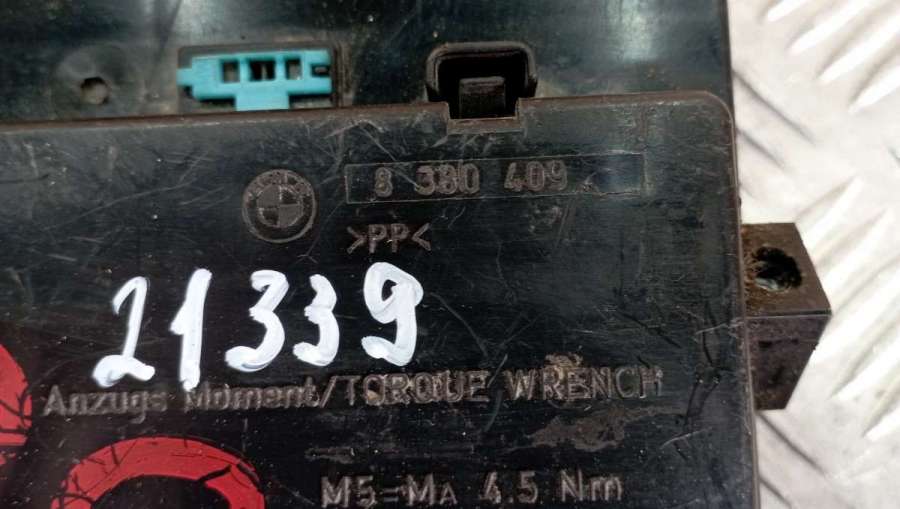 8 380 409
>PP<
21339
Anzugs Moment/TORQUE WRENCH
M5=MA 4.5 Nm